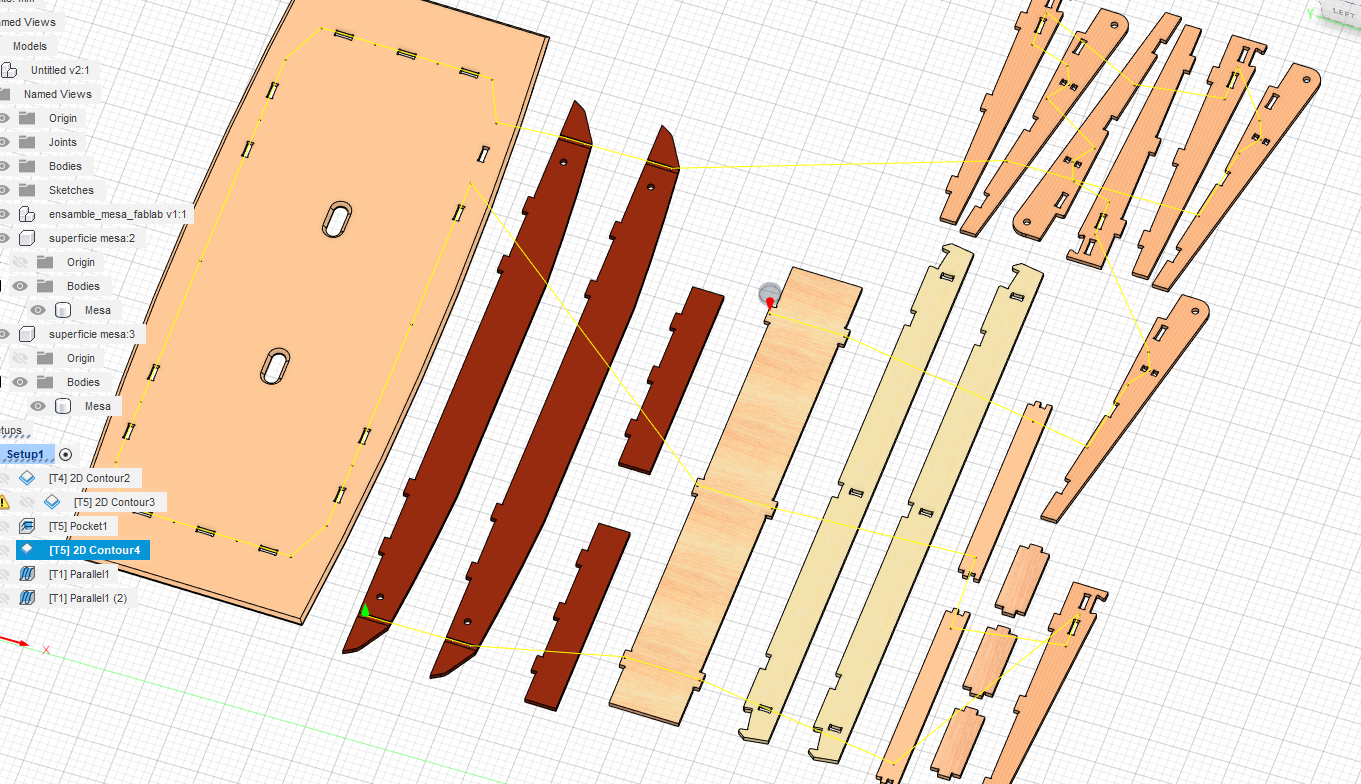 amed Views
Models
Untitled v2:1
Named Views
Origin
Joints
Bodies
Sketches
ensamble_mesa_fablab v1:1
superficie mesa:2
Origin
Bodies
Mesa
superficie mesa:3
Origin
Bodies
Mesa
etups
Setup1
[T4] 2D Contour2
[T5] 2D Contour3
[T5] Pocket1
[T5] 2D Contour4
[T1] Parallel1
[T1] Parallel1 (2)
X
Y
LEFT